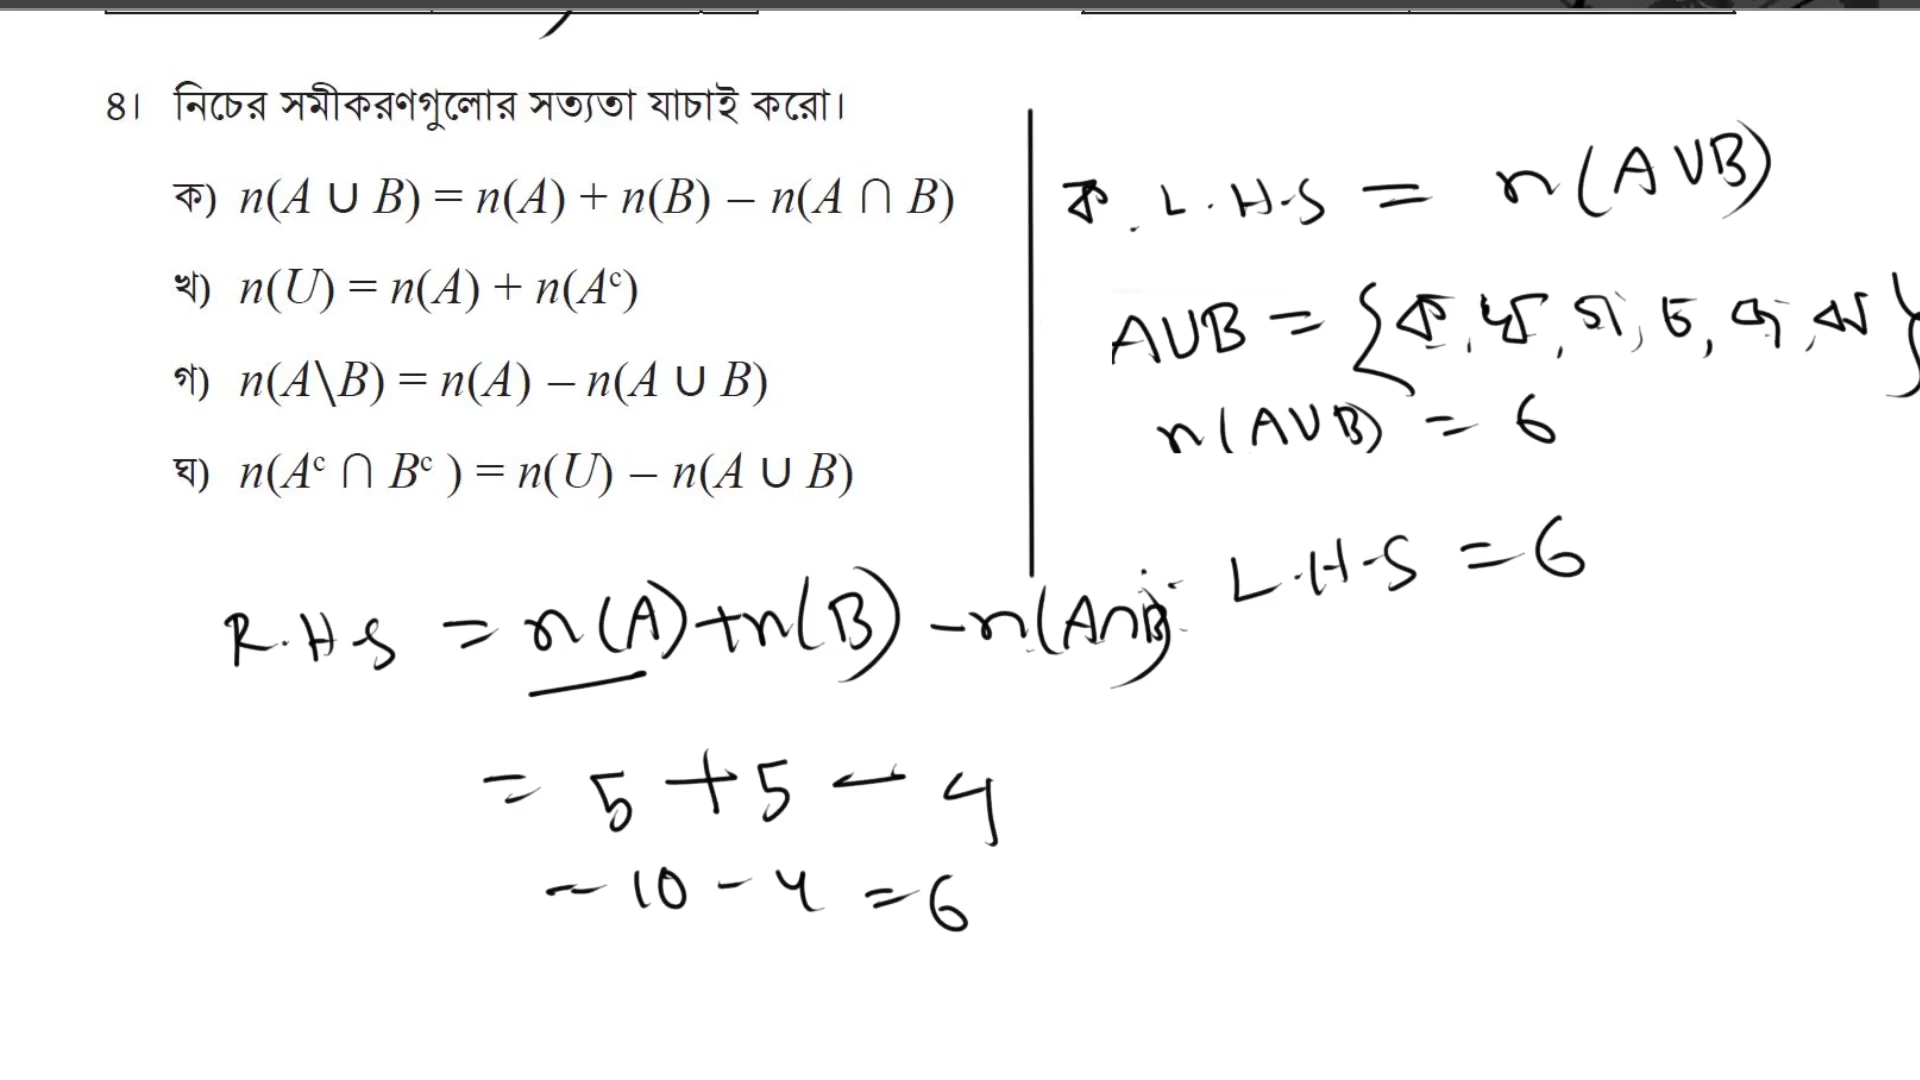 ৪। নিচের সমীকরণগুলোর সত্যতা যাচাই করো।
ক) n(A ∪ B) = n(A) + n(B) – n(A ∩ B)
খ) n(U) = n(A) + n(Aᶜ)
গ) n(A\B) = n(A) – n(A ∪ B)
ঘ) n(Aᶜ ∩ Bᶜ ) = n(U) – n(A ∪ B)
ক. L.H.S = n(A∪B)
A∪B = {ক, খ, গ, চ, জ, ঝ}
n(A∪B) = 6
L.H.S = 6
R.H.S = n(A)+n(B) -n(A∩B)
= 5 + 5 - 4
= 10 - 4 = 6